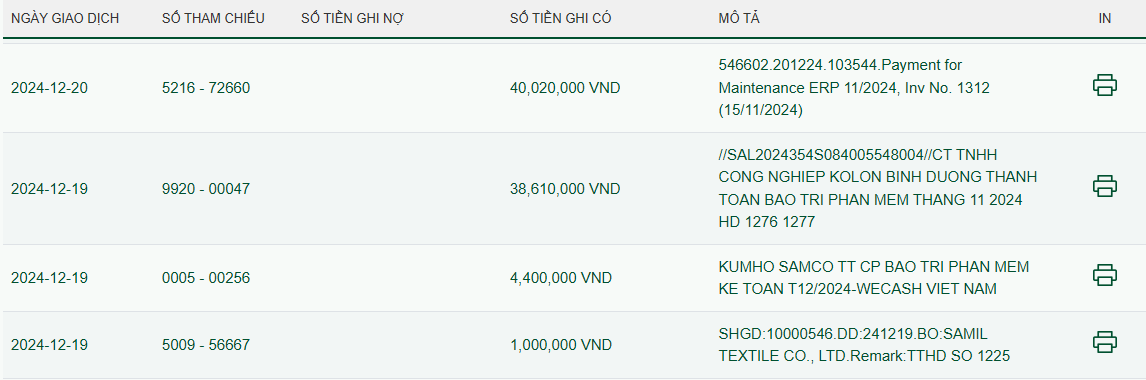 NGÀY GIAO DỊCH SỐ THAM CHIẾU SỐ TIỀN GHI NỢ SỐ TIỀN GHI CÓ MÔ TẢ IN
2024-12-20 5216 - 72660 40,020,000 VND 546602.201224.103544.Payment for
Maintenance ERP 11/2024, Inv No. 1312
(15/11/2024)
2024-12-19 9920 - 00047 38,610,000 VND //SAL2024354S084005548004//CT TNHH
CONG NGHIEP KOLON BINH DUONG THANH
TOAN BAO TRI PHAN MEM THANG 11 2024
HD 1276 1277
2024-12-19 0005 - 00256 4,400,000 VND KUMHO SAMCO TT CP BAO TRI PHAN MEM
KE TOAN T12/2024-WECASH VIET NAM
2024-12-19 5009 - 56667 1,000,000 VND SHGD:10000546.DD:241219.BO:SAMIL
TEXTILE CO., LTD.Remark:TTHD SO 1225